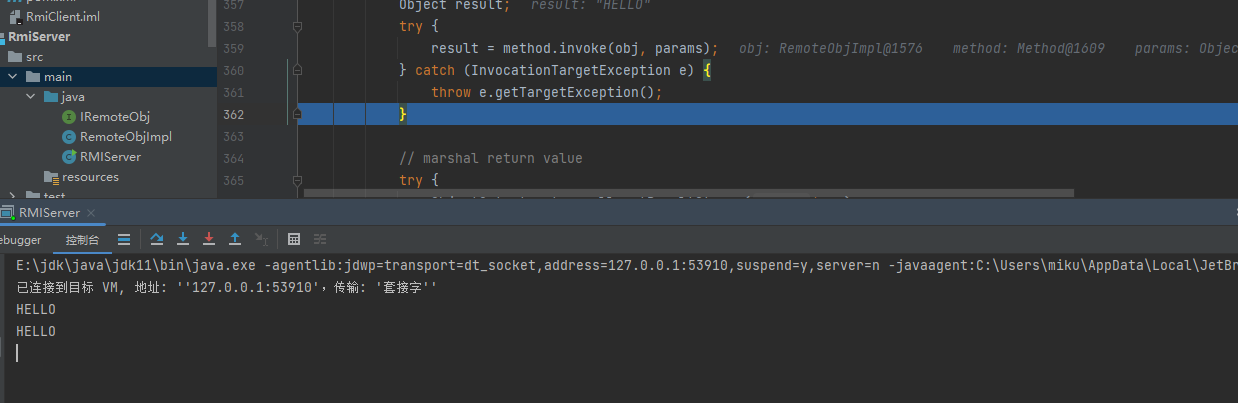 RmiClient.iml
RmiServer
src
main
java
IRemoteObj
RemoteObjImpl
RMIServer
resources
test
357 Object result; result: "HELLO"
358 try {
359 result = method.invoke(obj, params); obj: RemoteObjImpl@1576 method: Method@1609 params: Objec
360 } catch (InvocationTargetException e) {
361 throw e.getTargetException();
362 }
363
364 // marshal return value
365 try {
RMIServer ×
ebugger 控制台
E:\jdk\java\jdk11\bin\java.exe -agentlib:jdwp=transport=dt_socket,address=127.0.0.1:53910,suspend=y,server=n -javaagent:C:\Users\miku\AppData\Local\JetBr
已连接到目标 VM, 地址: ''127.0.0.1:53910'，传输: '套接字''
HELLO
HELLO